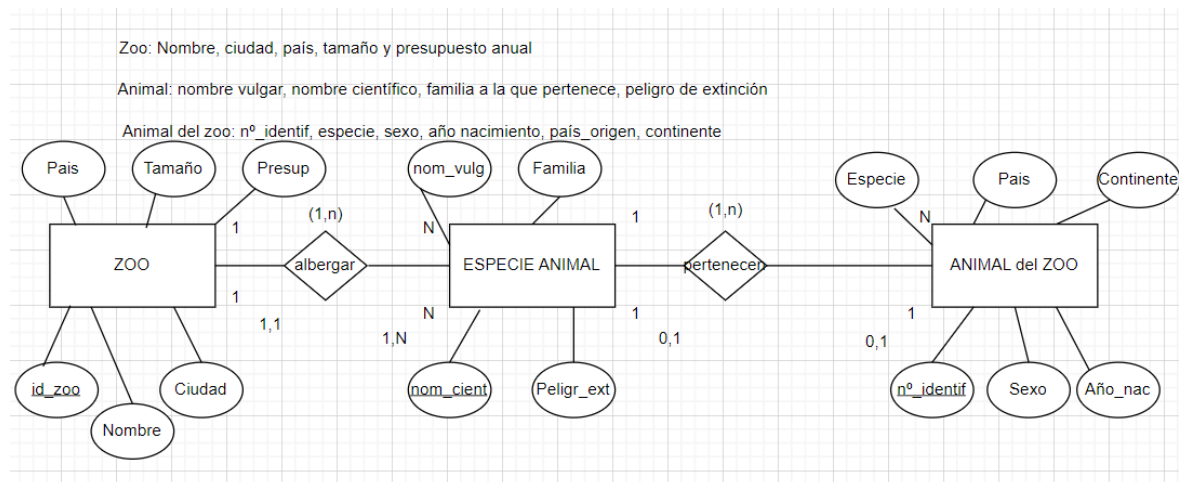 Zoo: Nombre, ciudad, país, tamaño y presupuesto anual
Animal: nombre vulgar, nombre científico, familia a la que pertenece, peligro de extinción
Animal del zoo: nº_identif, especie, sexo, año nacimiento, país_origen, continente
Pais
Tamaño
Presup
nom_vulg
Familia
Especie
Pais
Continente
1
(1,n)
N
1
(1,n)
N
ZOO
albergar
ESPECIE ANIMAL
pertenecen
ANIMAL del ZOO
1
1,1
N
1,N
1
0,1
1
0,1
id_zoo
Nombre
Ciudad
nom_cient
Peligr_ext
nº_identif
Sexo
Año_nac